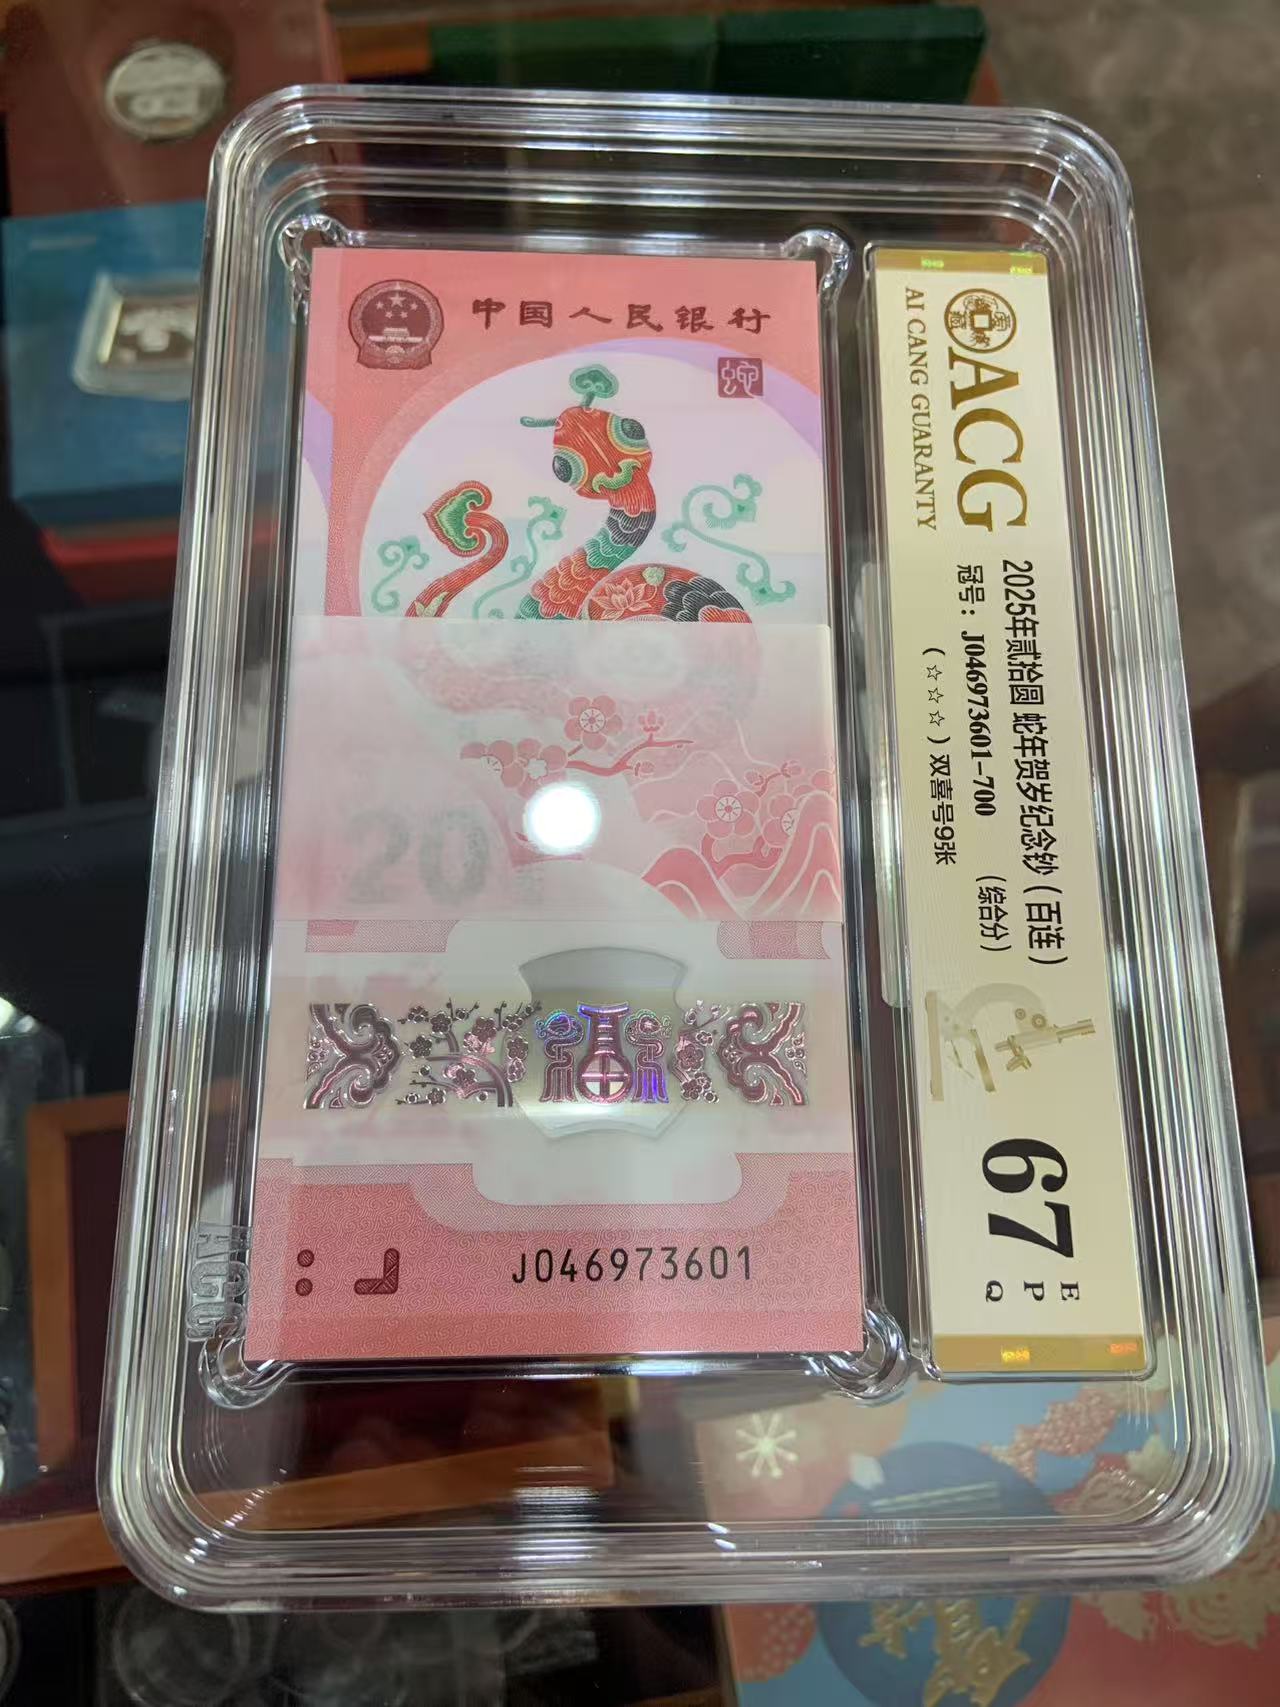 中国人民银行
蛇
20
J046973601
ACG
AI CANG GUARANTY
2025年贰拾圆 蛇年贺岁纪念钞（百连）
冠号：J046973601-700 （综合分）
（☆☆☆）双喜号9张
67
E
P
Q
ACG